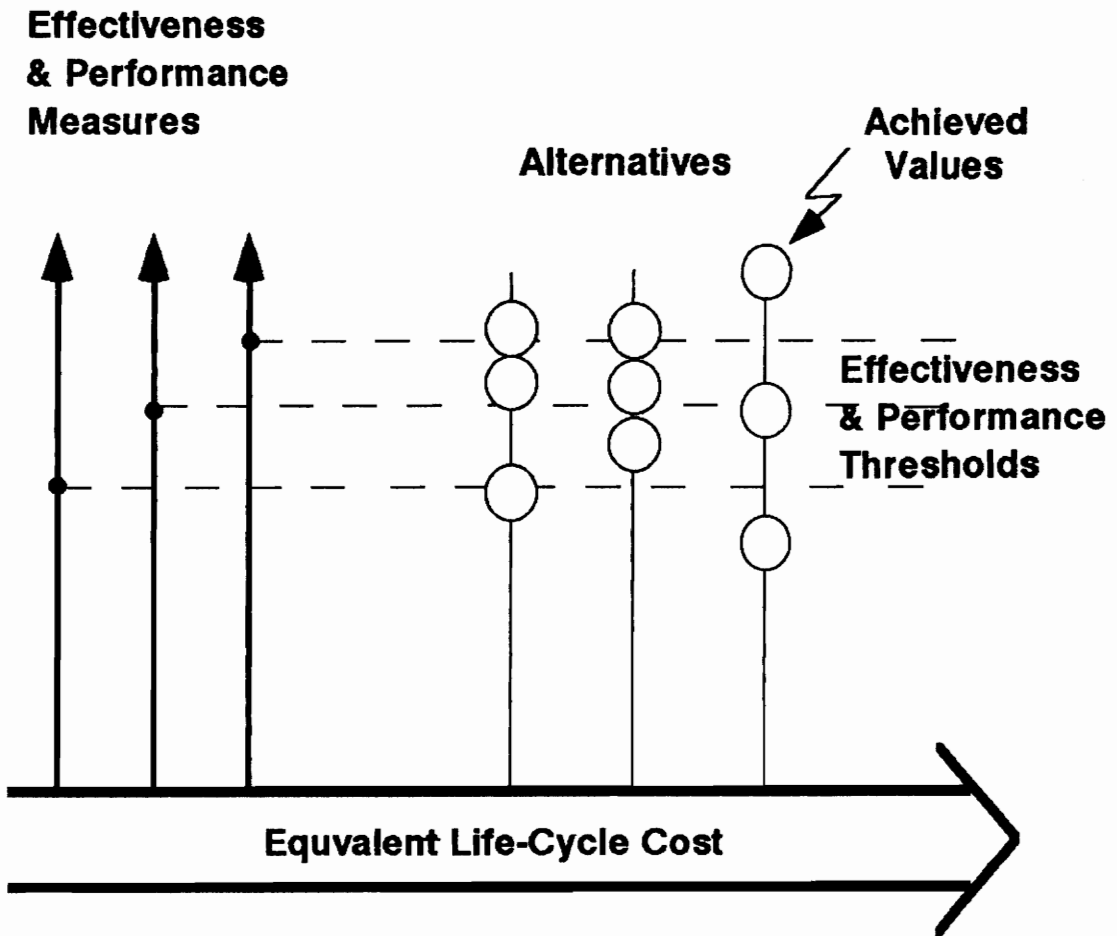 Effectiveness
& Performance
Measures
Alternatives
Achieved
Values
Effectiveness
& Performance
Thresholds
Equvalent Life-Cycle Cost